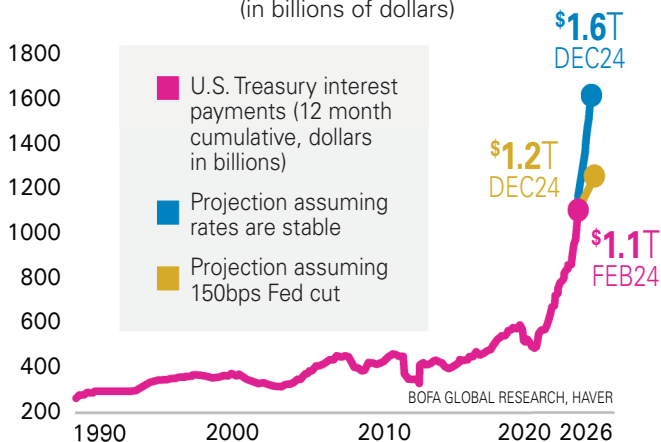 (in billions of dollars)
$1.6T
DEC24
1800
1600
1400
1200
1000
800
600
400
200
U.S. Treasury interest
payments (12 month
cumulative, dollars
in billions)
Projection assuming
rates are stable
Projection assuming
150bps Fed cut
$1.2T
DEC24
$1.1T
FEB24
BOFA GLOBAL RESEARCH, HAVER
1990 2000 2010 2020 2026